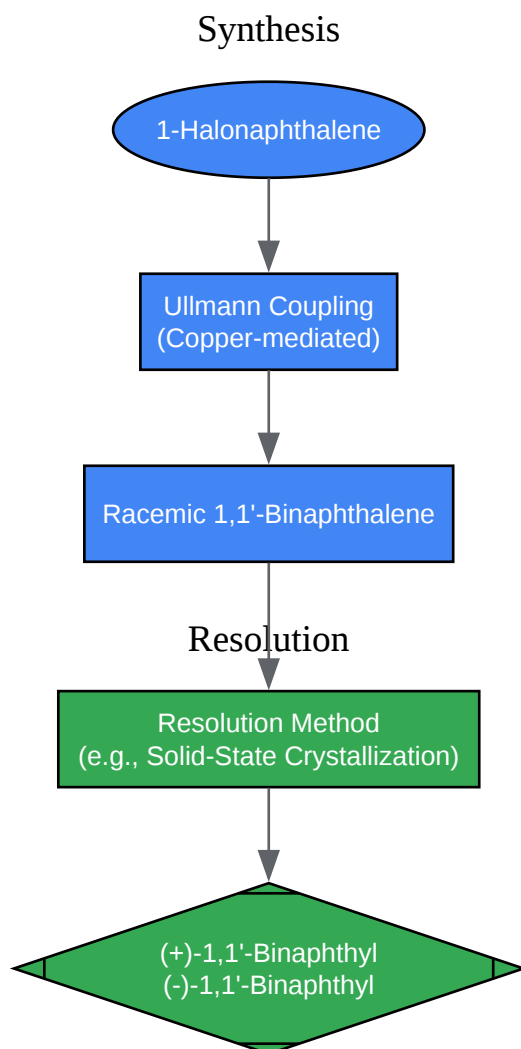 Synthesis
1-Halonaphthalene
Ullmann Coupling
(Copper-mediated)
Racemic 1,1'-Binaphthalene
Resolution
Resolution Method
(e.g., Solid-State Crystallization)
(+)-1,1'-Binaphthyl
(-)-1,1'-Binaphthyl